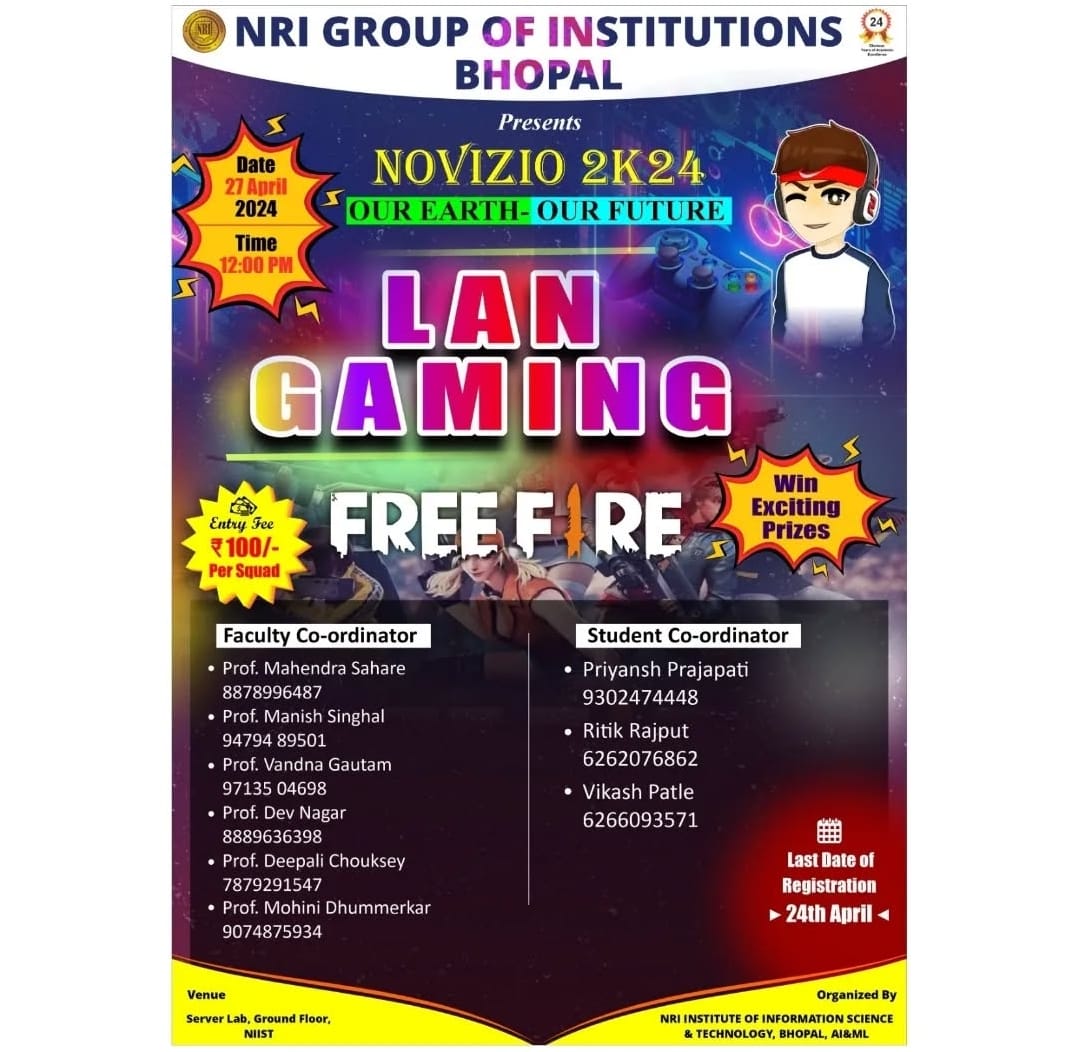 NRI
NRI GROUP OF INSTITUTIONS
BHOPAL
24
Presents
NOVIZIO 2K24
OUR EARTH- OUR FUTURE
Date
27 April
2024
Time
12:00 PM
LAN
GAMING
FREE FIRE
Entry Fee
₹100/-
Per Squad
Win
Exciting
Prizes
Faculty Co-ordinator
• Prof. Mahendra Sahare
8878996487
• Prof. Manish Singhal
94794 89501
• Prof. Vandna Gautam
97135 04698
• Prof. Dev Nagar
8889636398
• Prof. Deepali Chouksey
7879291547
• Prof. Mohini Dhummerkar
9074875934
Student Co-ordinator
• Priyansh Prajapati
9302474448
• Ritik Rajput
6262076862
• Vikash Patle
6266093571
Last Date of
Registration
► 24th April ◄
Venue
Server Lab, Ground Floor,
NIIST
Organized By
NRI INSTITUTE OF INFORMATION SCIENCE
& TECHNOLOGY, BHOPAL, AI&ML